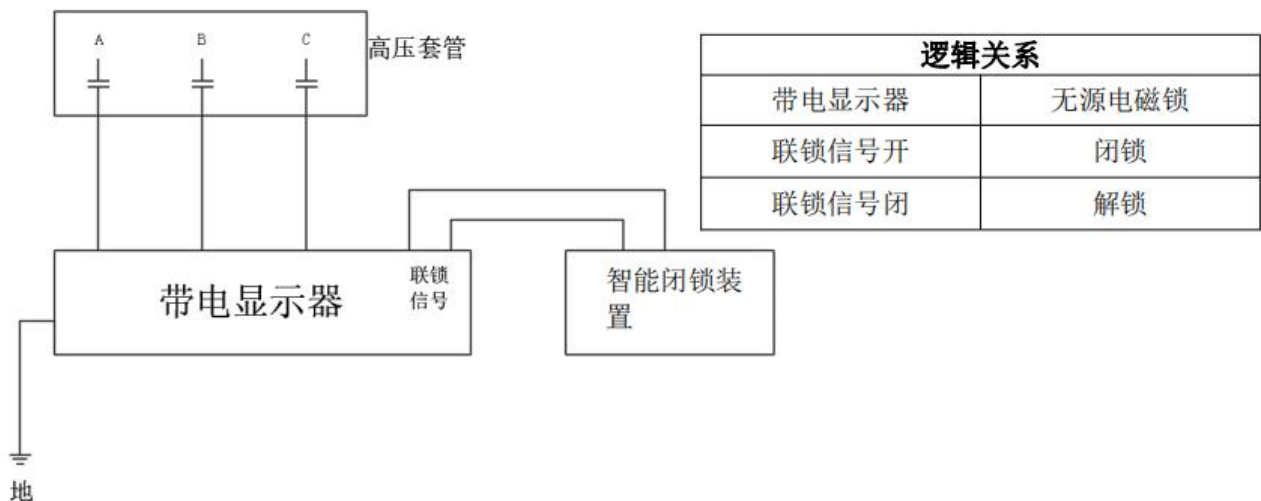 A B C
高压套管
逻辑关系
带电显示器 无源电磁锁
联锁信号开 闭锁
联锁信号闭 解锁
带电显示器
联锁
信号
智能闭锁装
置
地